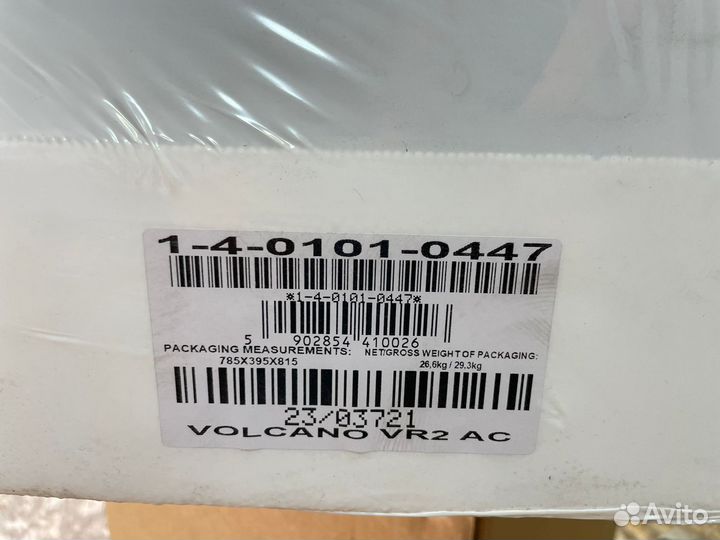 1-4-0101-0447
*1-4-0101-0447*
5 902854 410026
PACKAGING MEASUREMENTS: NET/GROSS WEIGHT OF PACKAGING:
785X395X815 26,6kg / 29,3kg
23/03721
VOLCANO VR2 AC
Avito